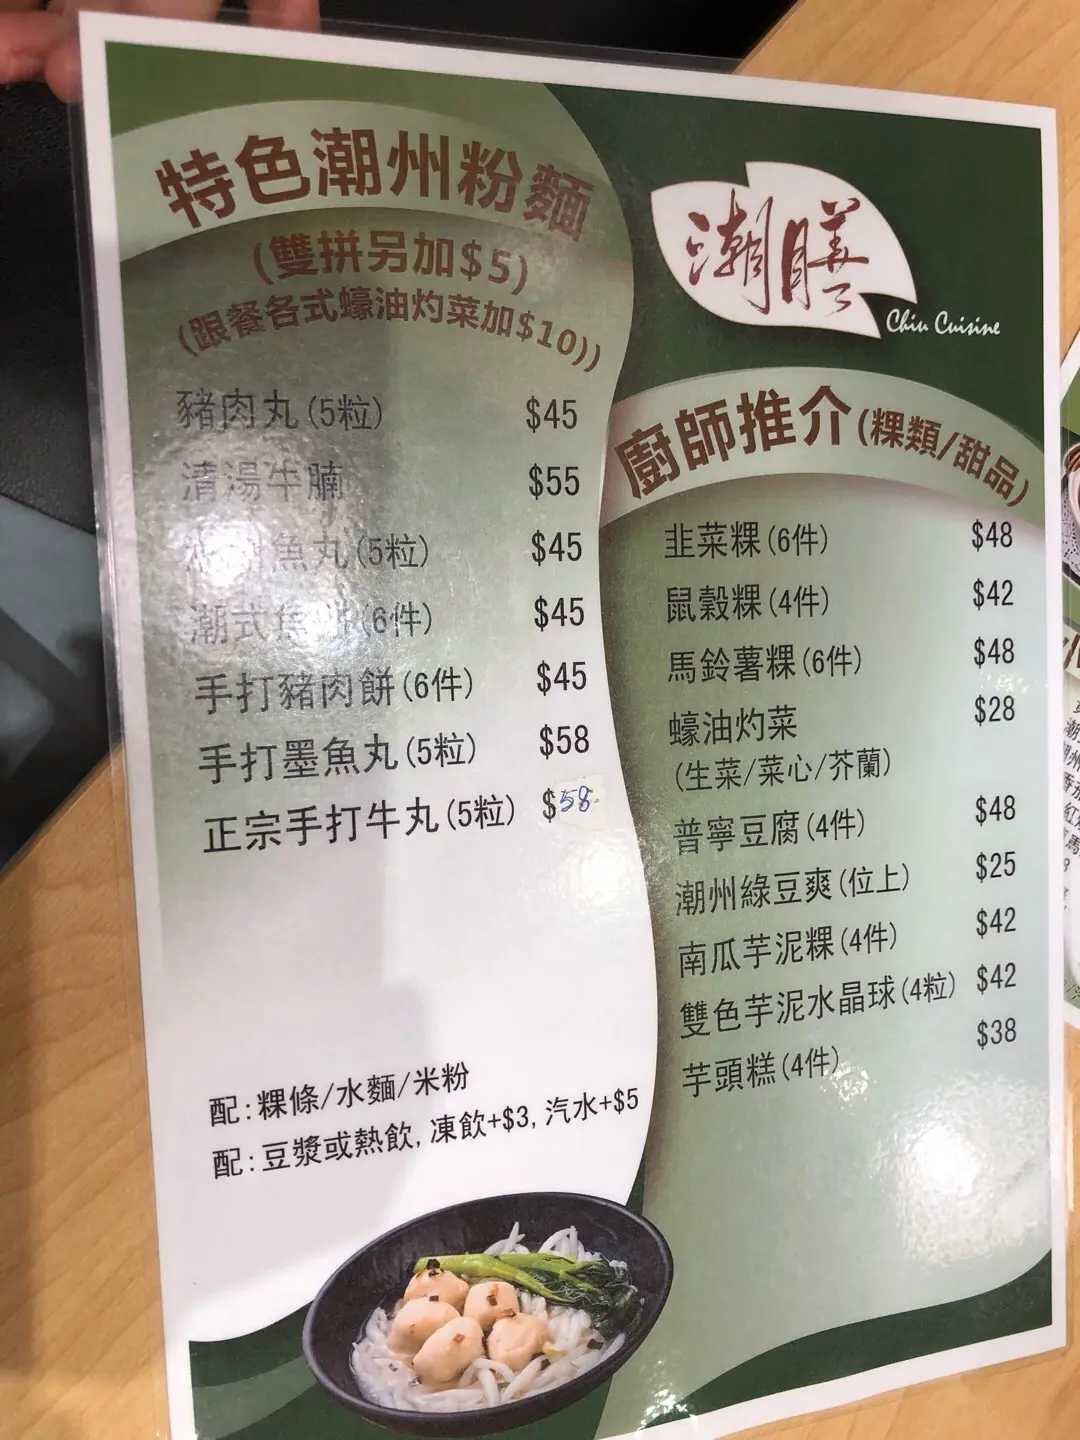 特色潮州粉麵
(雙拼另加$5)
(跟餐各式蠔油灼菜加$10))
豬肉丸(5粒) $45
清湯牛腩 $55
魚丸(5粒) $45
潮式魚 (6件) $45
手打豬肉餅(6件) $45
手打墨魚丸(5粒) $58
正宗手打牛丸(5粒) $58
配:粿條/水麵/米粉
配:豆漿或熱飲,凍飲+$3,汽水+$5
潮膳
Chiu Cuisine
廚師推介(粿類/甜品)
韭菜粿(6件) $48
鼠穀粿(4件) $42
馬鈴薯粿(6件) $48
蠔油灼菜 $28
(生菜/菜心/芥蘭)
普寧豆腐(4件) $48
潮州綠豆爽(位上) $25
南瓜芋泥粿(4件) $42
雙色芋泥水晶球(4粒) $42
芋頭糕(4件) $38